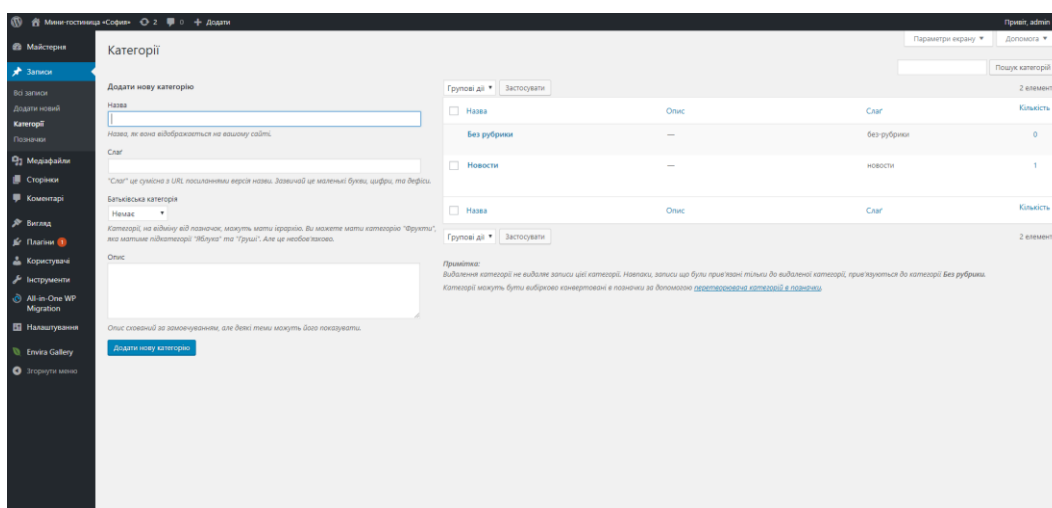 Мини-гостиница «София» 2 0 + Додати Привіт, admin
Майстерня
Записи
Всі записи
Додати новий
Категорії
Позначки
Медіафайли
Сторінки
Коментарі
Вигляд
Плагіни 1
Користувачі
Інструменти
All-in-One WP
Migration
Налаштування
Envira Gallery
Згорнути меню
Параметри екрану ▼ Допомога ▼
Категорії
Пошук категорій
Додати нову категорію
Назва
Назва, як вона відображається на вашому сайті.
Слаґ
"Слаґ" це сумісна з URL посиланнями версія назви. Зазвичай це маленькі букви, цифри, та дефіси.
Батьківська категорія
Немає ▼
Категорії, на відміну від позначок, можуть мати ієрархію. Ви можете мати категорію "Фрукти",
яка матиме підкатегорії "Яблука" та "Груші". Але це необов'язково.
Опис
Опис схований за замовчуванням, але деякі теми можуть його показувати.
Додати нову категорію
Групові дії ▼ Застосувати 2 елемент
Назва Опис Слаґ Кількість
Без рубрики — без-рубрики 0
Новости — новости 1
Назва Опис Слаґ Кількість
Групові дії ▼ Застосувати 2 елемент
Примітка:
Видалення категорії не видаляє записи цієї категорії. Навпаки, записи що були прив'язані тільки до видаленої категорії, прив'язуються до категорії Без рубрики.
Категорії можуть бути вибірково конвертовані в позначки за допомогою перетворювача категорій в позначки.